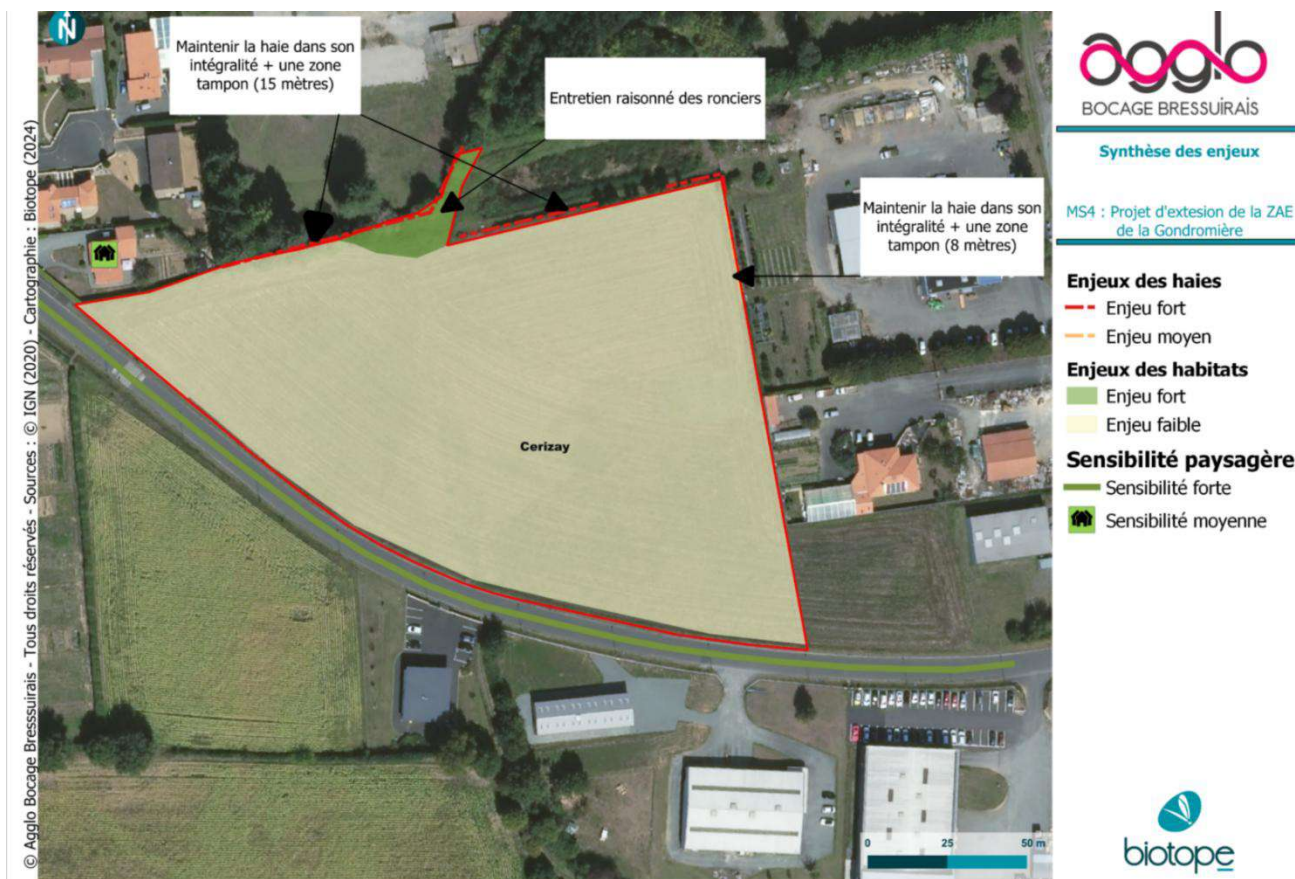 N
Maintenir la haie dans son
intégralité + une zone
tampon (15 mètres)
Entretien raisonné des ronciers
Maintenir la haie dans son
intégralité + une zone
tampon (8 mètres)
Cerizay
0 25 50 m
© Agglo Bocage Bresssuirais - Tous droits réservés - Sources : © IGN (2020) - Cartographie : Biotope (2024)
agglo
BOCAGE BRESSUIRAIS
Synthèse des enjeux
MS4 : Projet d'extesion de la ZAE
de la Gondromière
Enjeux des haies
Enjeu fort
Enjeu moyen
Enjeux des habitats
Enjeu fort
Enjeu faible
Sensibilité paysagère
Sensibilité forte
Sensibilité moyenne
biotope